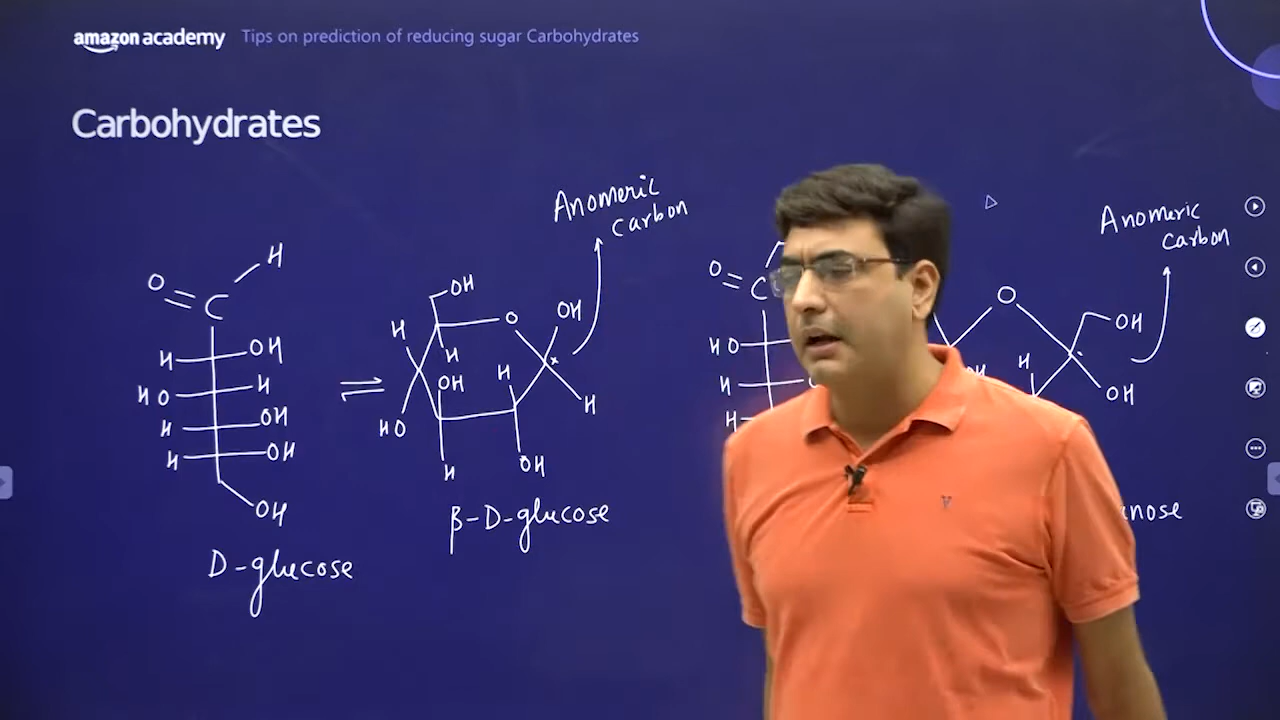 amazon academy Tips on prediction of reducing sugar Carbohydrates
Carbohydrates
Anomeric
carbon
O
C
H
H
OH
HO
H
H
OH
H
OH
OH
D-glucose
OH
O
OH
H
H
OH
H
HO
H
OH
H
β-D-glucose
O
C
HO
H
H
O
Anomeric
carbon
OH
H
OH
OH
nose